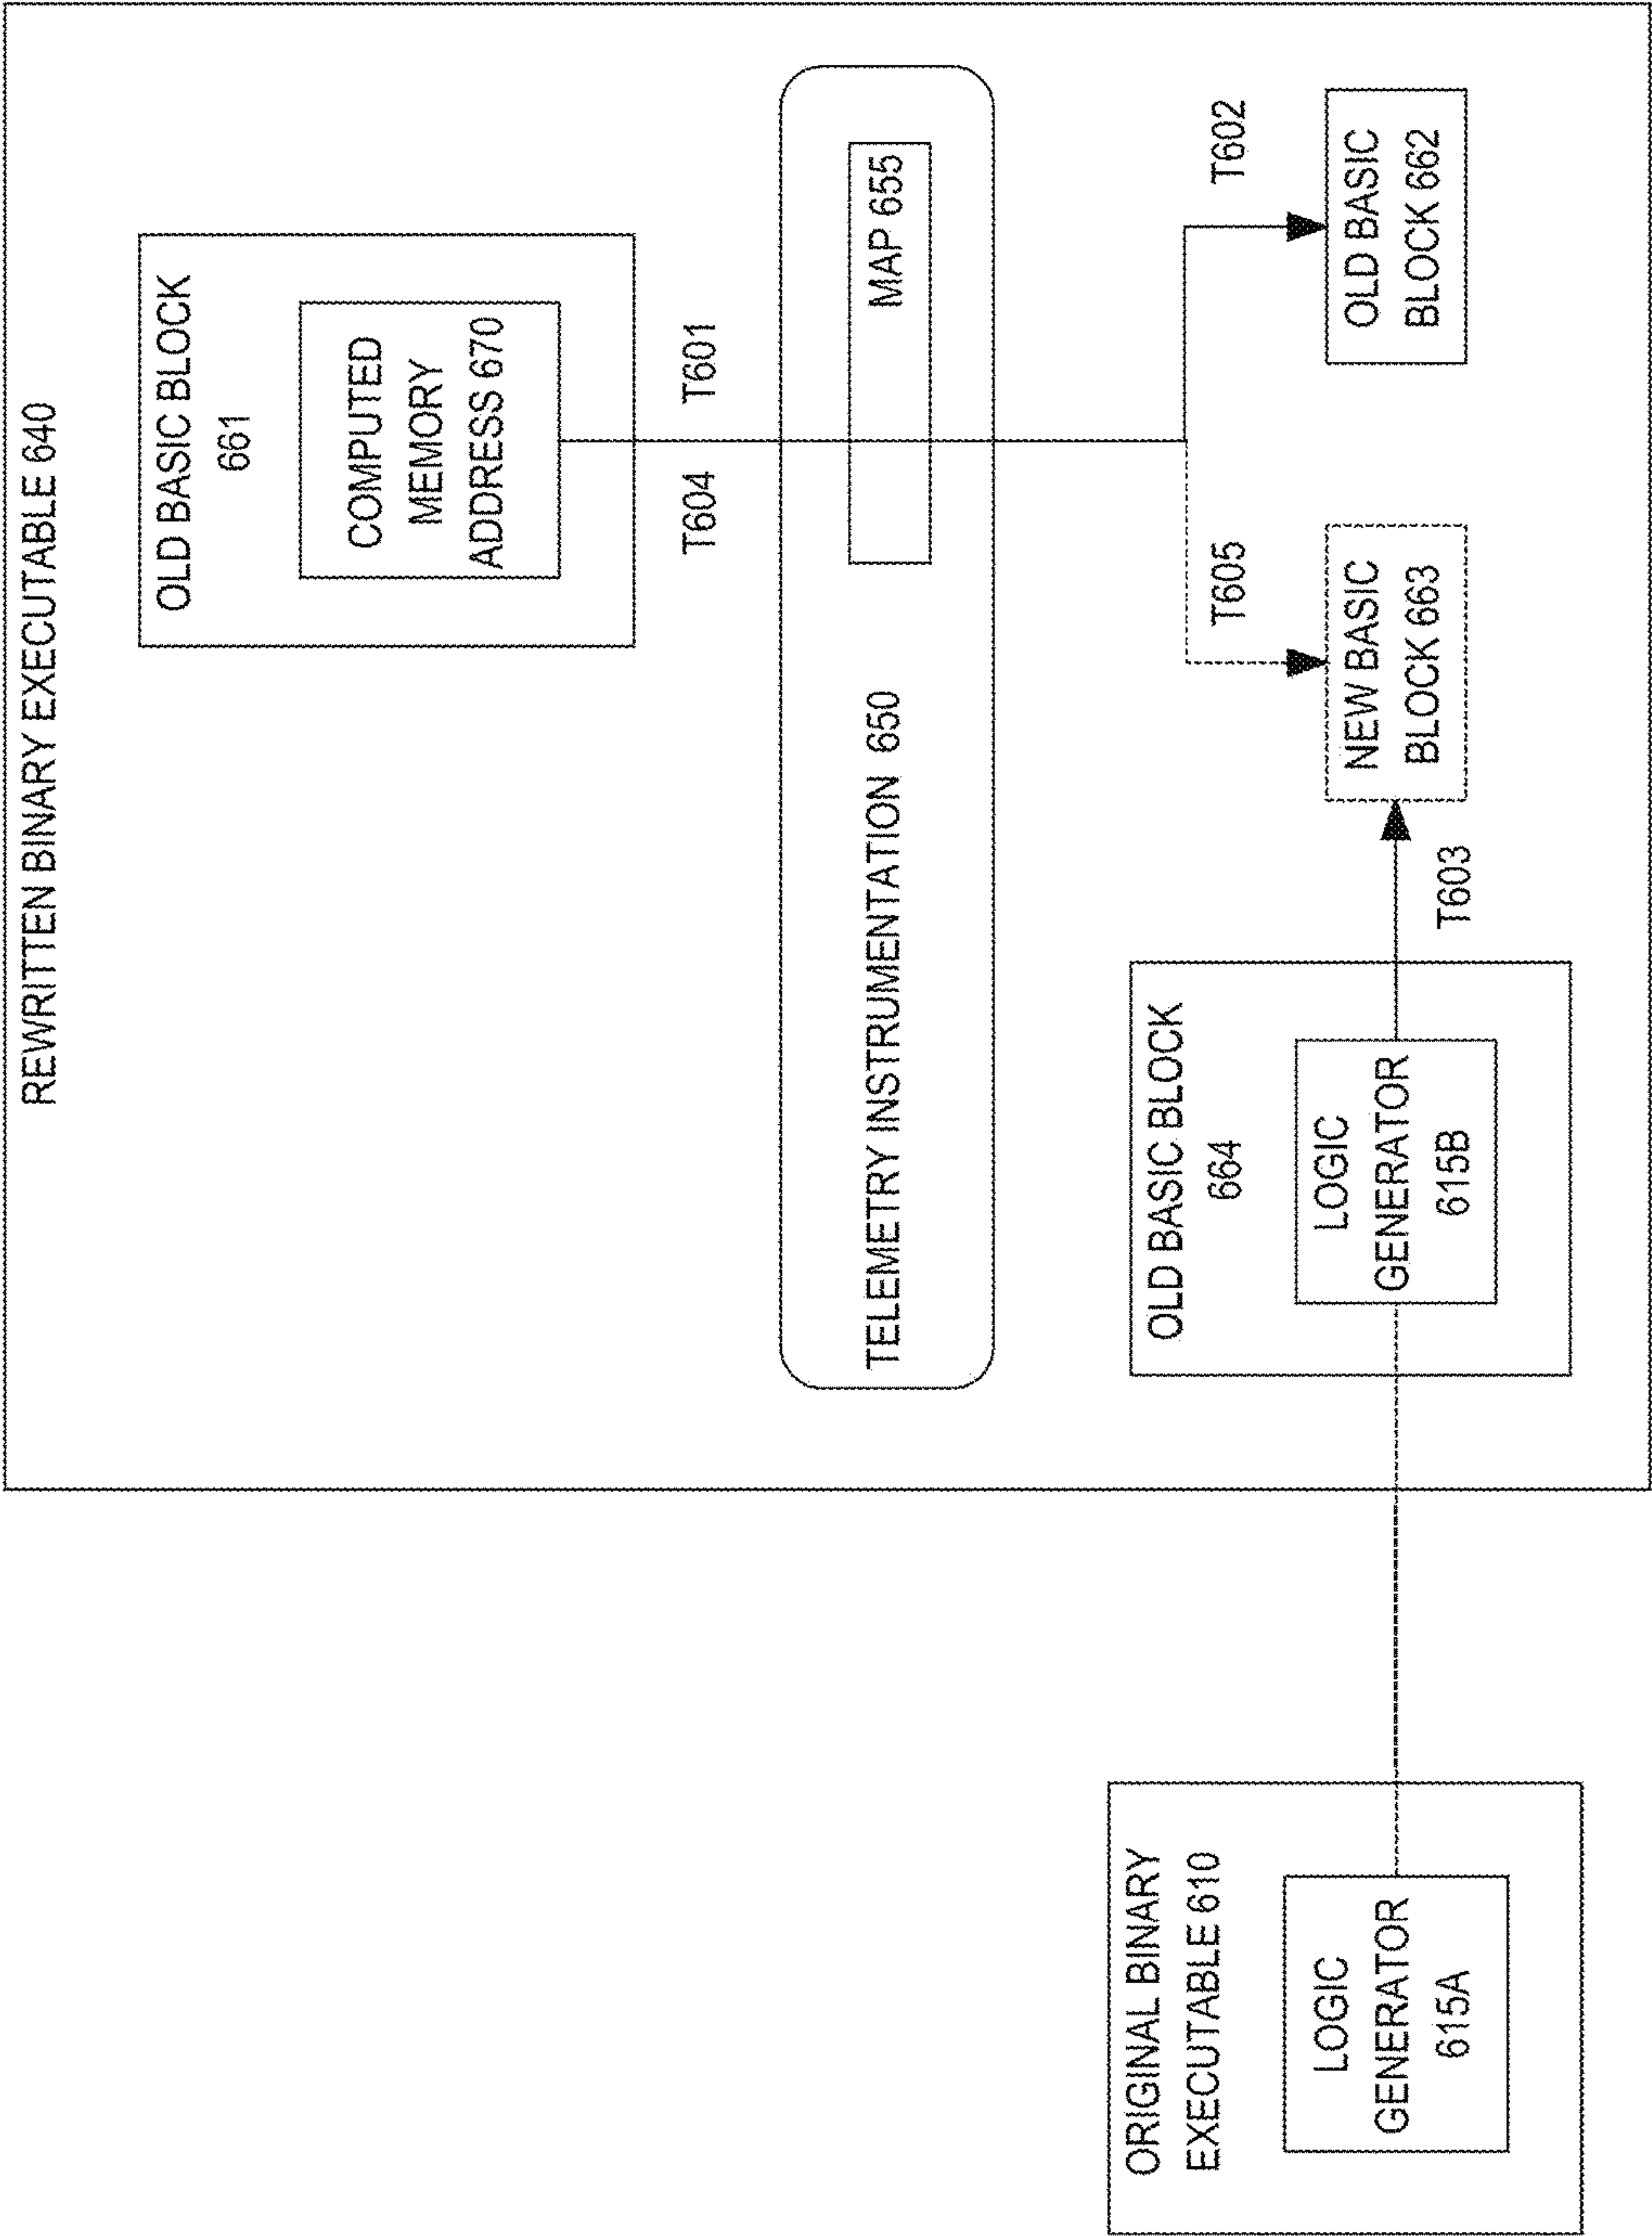 REWRITTEN BINARY EXECUTABLE 640
OLD BASIC BLOCK
661
COMPUTED
MEMORY
ADDRESS 670
T604
T601
TELEMETRY INSTRUMENTATION 650
MAP 655
T605
T602
ORIGINAL BINARY
EXECUTABLE 610
LOGIC
GENERATOR
615A
OLD BASIC BLOCK
664
LOGIC
GENERATOR
615B
T603
NEW BASIC
BLOCK 663
OLD BASIC
BLOCK 662